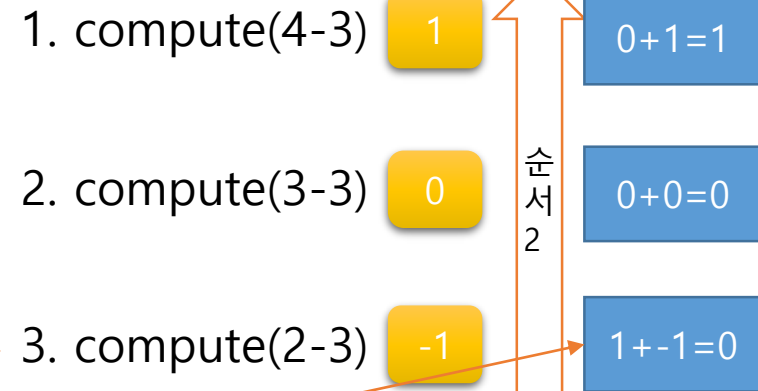 1. compute(4-3) 1 0+1=1
2. compute(3-3) 0 순서2 0+0=0
3. compute(2-3) -1 1+-1=0